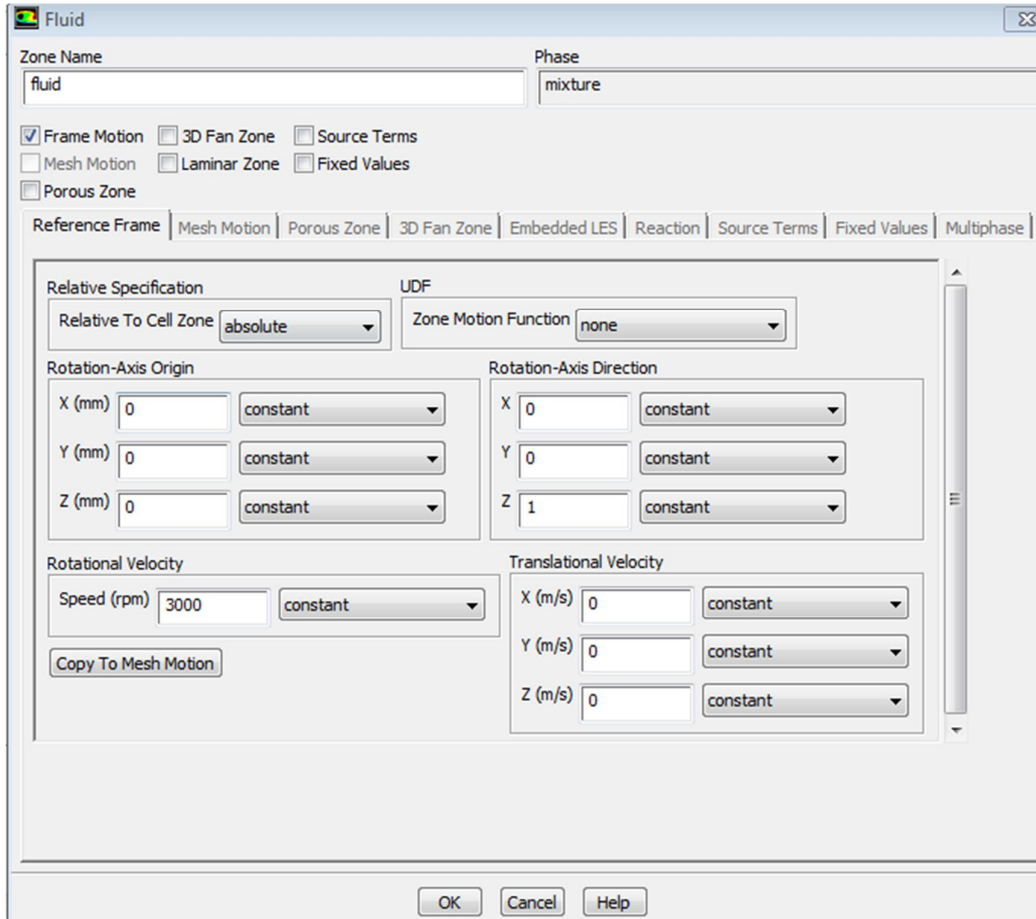 Fluid
Zone Name Phase
fluid mixture
Frame Motion 3D Fan Zone Source Terms
Mesh Motion Laminar Zone Fixed Values
Porous Zone
Reference Frame Mesh Motion Porous Zone 3D Fan Zone Embedded LES Reaction Source Terms Fixed Values Multiphase
Relative Specification UDF
Relative To Cell Zone absolute Zone Motion Function none
Rotation-Axis Origin Rotation-Axis Direction
X (mm) 0 constant X 0 constant
Y (mm) 0 constant Y 0 constant
Z (mm) 0 constant Z 1 constant
Rotational Velocity Translational Velocity
Speed (rpm) 3000 constant X (m/s) 0 constant
Copy To Mesh Motion Y (m/s) 0 constant
Z (m/s) 0 constant
OK Cancel Help